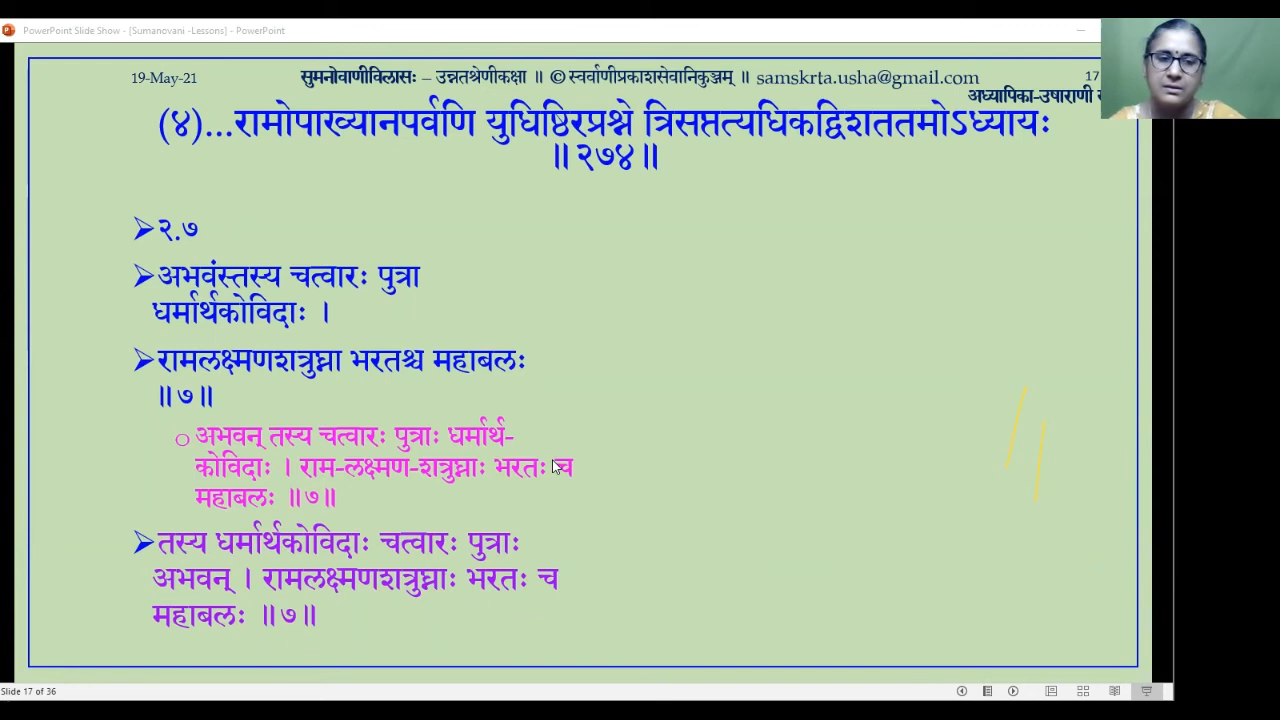 PowerPoint Slide Show - [Sumanovani -Lessons] - PowerPoint
19-May-21 सुमनोवाणीविलासः – उन्नतश्रेणीकक्षा ॥ © स्वर्वाणीप्रकाशसेवानिकुञ्जम् ॥ samskrta.usha@gmail.com 17
अध्यापिका-उषाराणी
(४)...रामोपाख्यानपर्वणि युधिष्ठिरप्रश्ने त्रिसप्तत्यधिकद्विशततमोऽध्यायः
॥२७४॥
२.७
अभवंस्तस्य चत्वारः पुत्रा
धर्मार्थकोविदाः ।
रामलक्ष्मणशत्रुघ्ना भरतश्च महाबलः
॥७॥
अभवन् तस्य चत्वारः पुत्राः धर्मार्थ-
कोविदाः । राम-लक्ष्मण-शत्रुघ्नाः भरतः च
महाबलः ॥७॥
तस्य धर्मार्थकोविदाः चत्वारः पुत्राः
अभवन् । रामलक्ष्मणशत्रुघ्नाः भरतः च
महाबलः ॥७॥
Slide 17 of 36